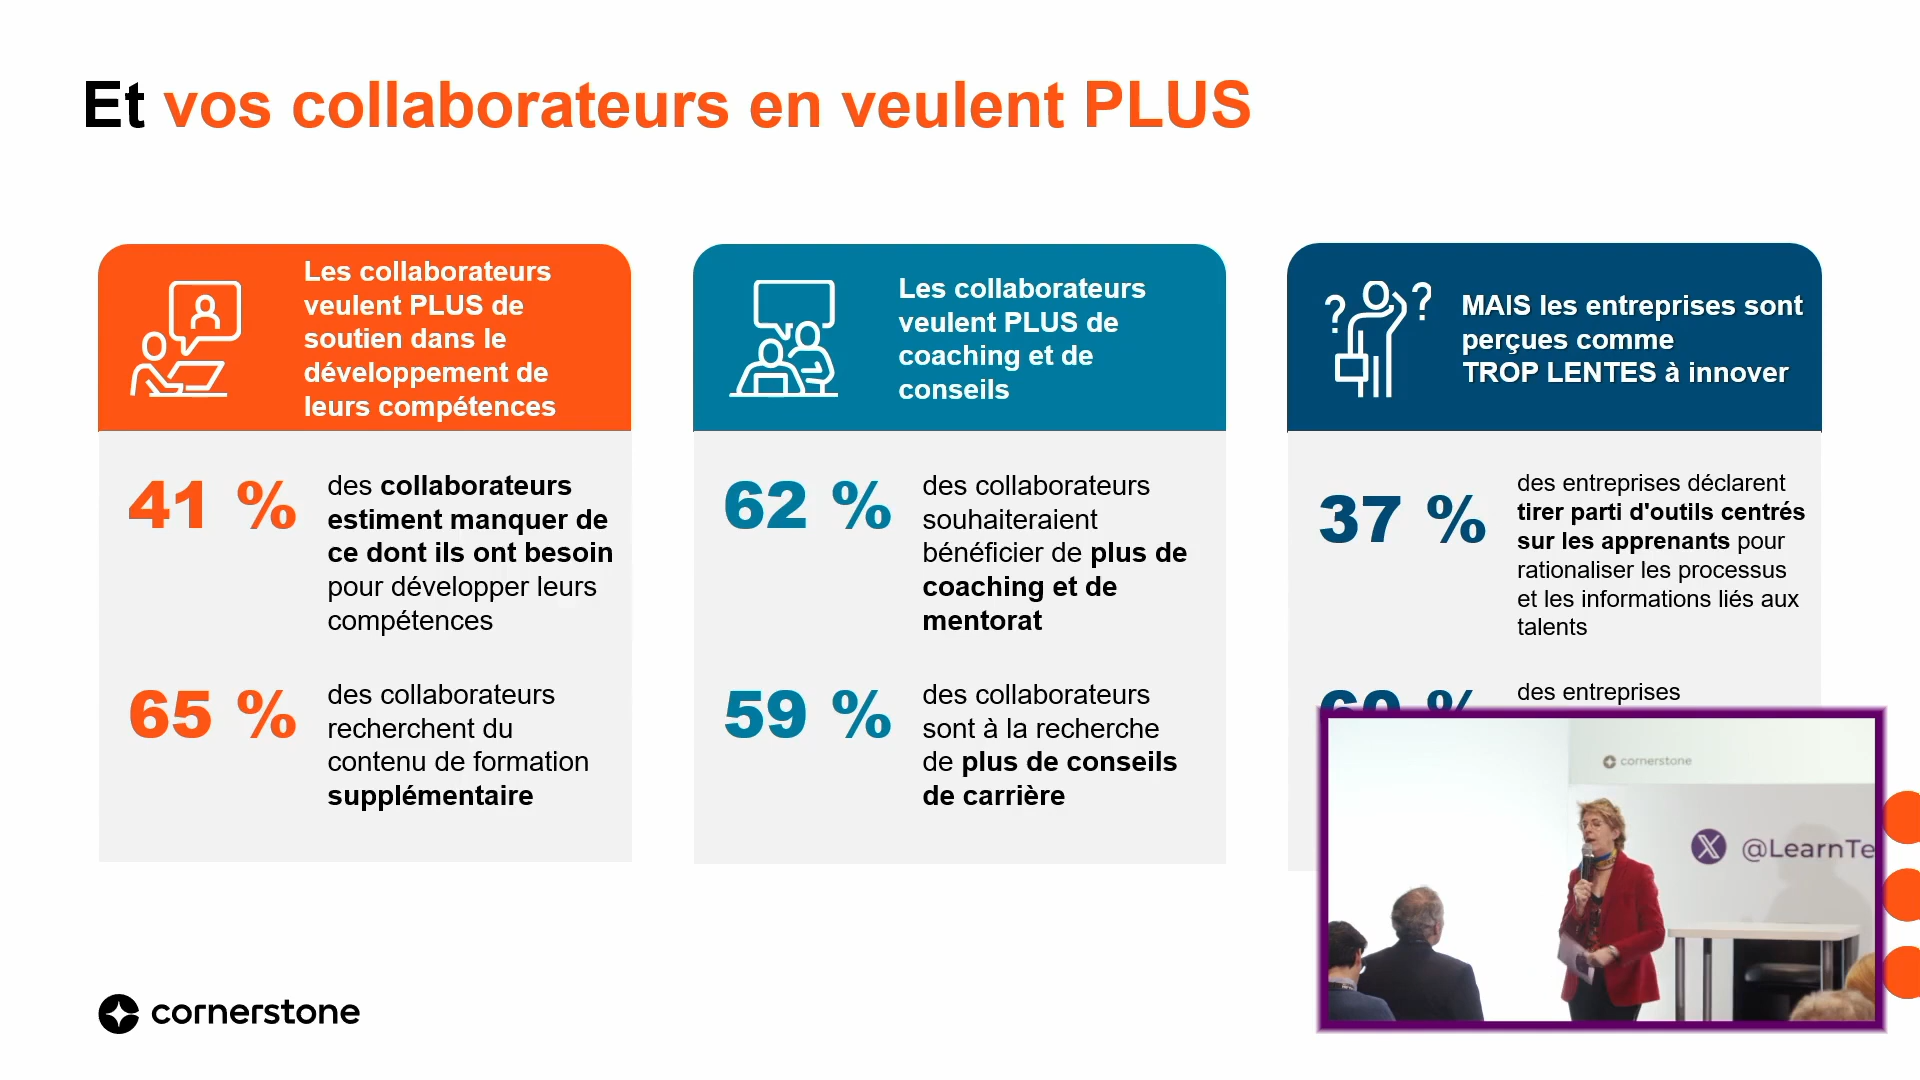 Et vos collaborateurs en veulent PLUS
Les collaborateurs
veulent PLUS de
soutien dans le
développement de
leurs compétences
41 %
des collaborateurs
estiment manquer de
ce dont ils ont besoin
pour développer leurs
compétences
65 %
des collaborateurs
recherchent du
contenu de formation
supplémentaire
Les collaborateurs
veulent PLUS de
coaching et de
conseils
62 %
des collaborateurs
souhaiteraient
bénéficier de plus de
coaching et de
mentorat
59 %
des collaborateurs
sont à la recherche
de plus de conseils
de carrière
MAIS les entreprises sont
perçues comme
TROP LENTES à innover
37 %
des entreprises déclarent
tirer parti d'outils centrés
sur les apprenants pour
rationaliser les processus
et les informations liés aux
talents
des entreprises
cornerstone
@LearnTe
cornerstone